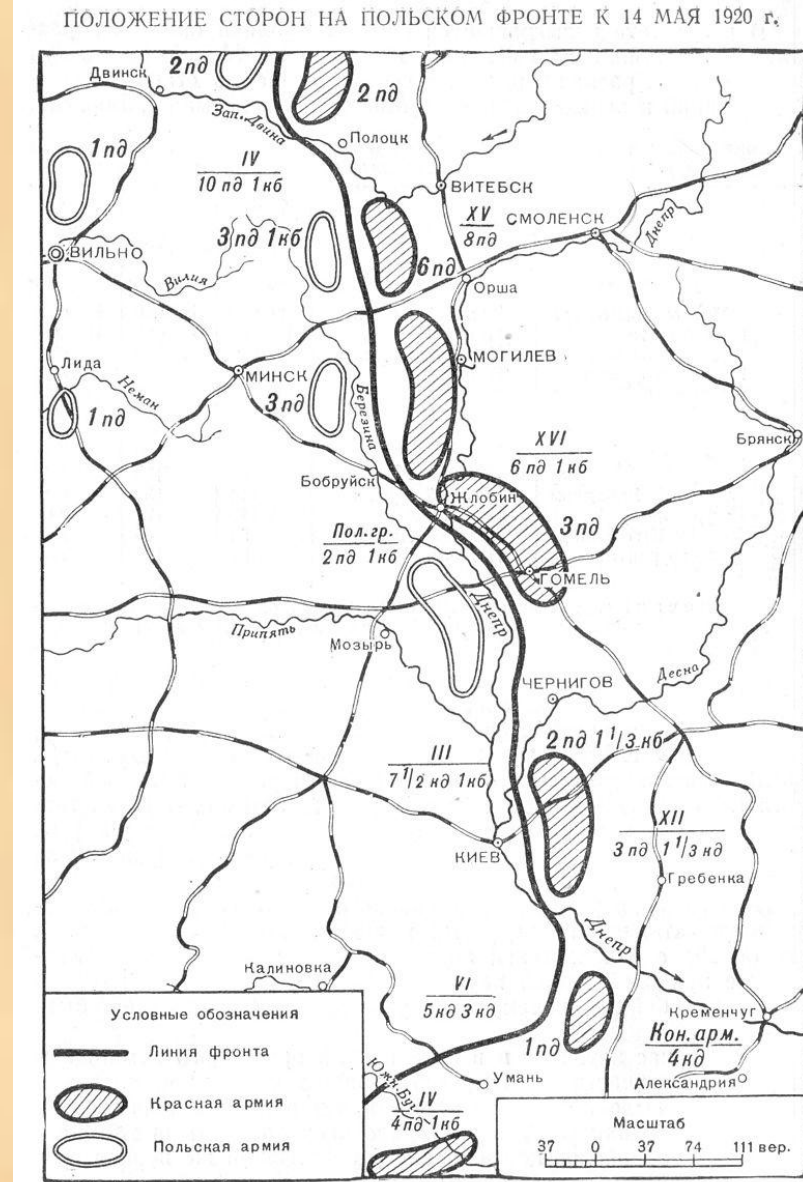 ПОЛОЖЕНИЕ СТОРОН НА ПОЛЬСКОМ ФРОНТЕ К 14 МАЯ 1920 г.
Двинск
2 пд
2 пд
Зап. Двина
Полоцк
1 пд
IV
10 пд 1 кб
ВИТЕБСК
XV
8 пд
СМОЛЕНСК
Днепр
3 пд 1 кб
ВИЛЬНО
Вилия
6 пд
Орша
Лида
Неман
МИНСК
МОГИЛЕВ
1 пд
3 пд
Березина
Бобруйск
XVI
6 пд 1 кб
Брянск
Жлобин
3 пд
Пол. гр.
2 пд 1 кб
ГОМЕЛЬ
Днепр
Припять
Мозырь
Десна
ЧЕРНИГОВ
2 пд 1 1/3 кб
III
7 1/2 кд 1 кб
XII
3 пд 1 1/3 кд
КИЕВ
Гребенка
Днепр
Калиновка
VI
5 кд 3 кд
1 пд
Кременчуг
Кон. арм.
4 кд
Умань
Александрия
Южн. Буг
IV
4 пд 1 кб
Условные обозначения
Линия фронта
Красная армия
Польская армия
Масштаб
37 0 37 74 111 вер.